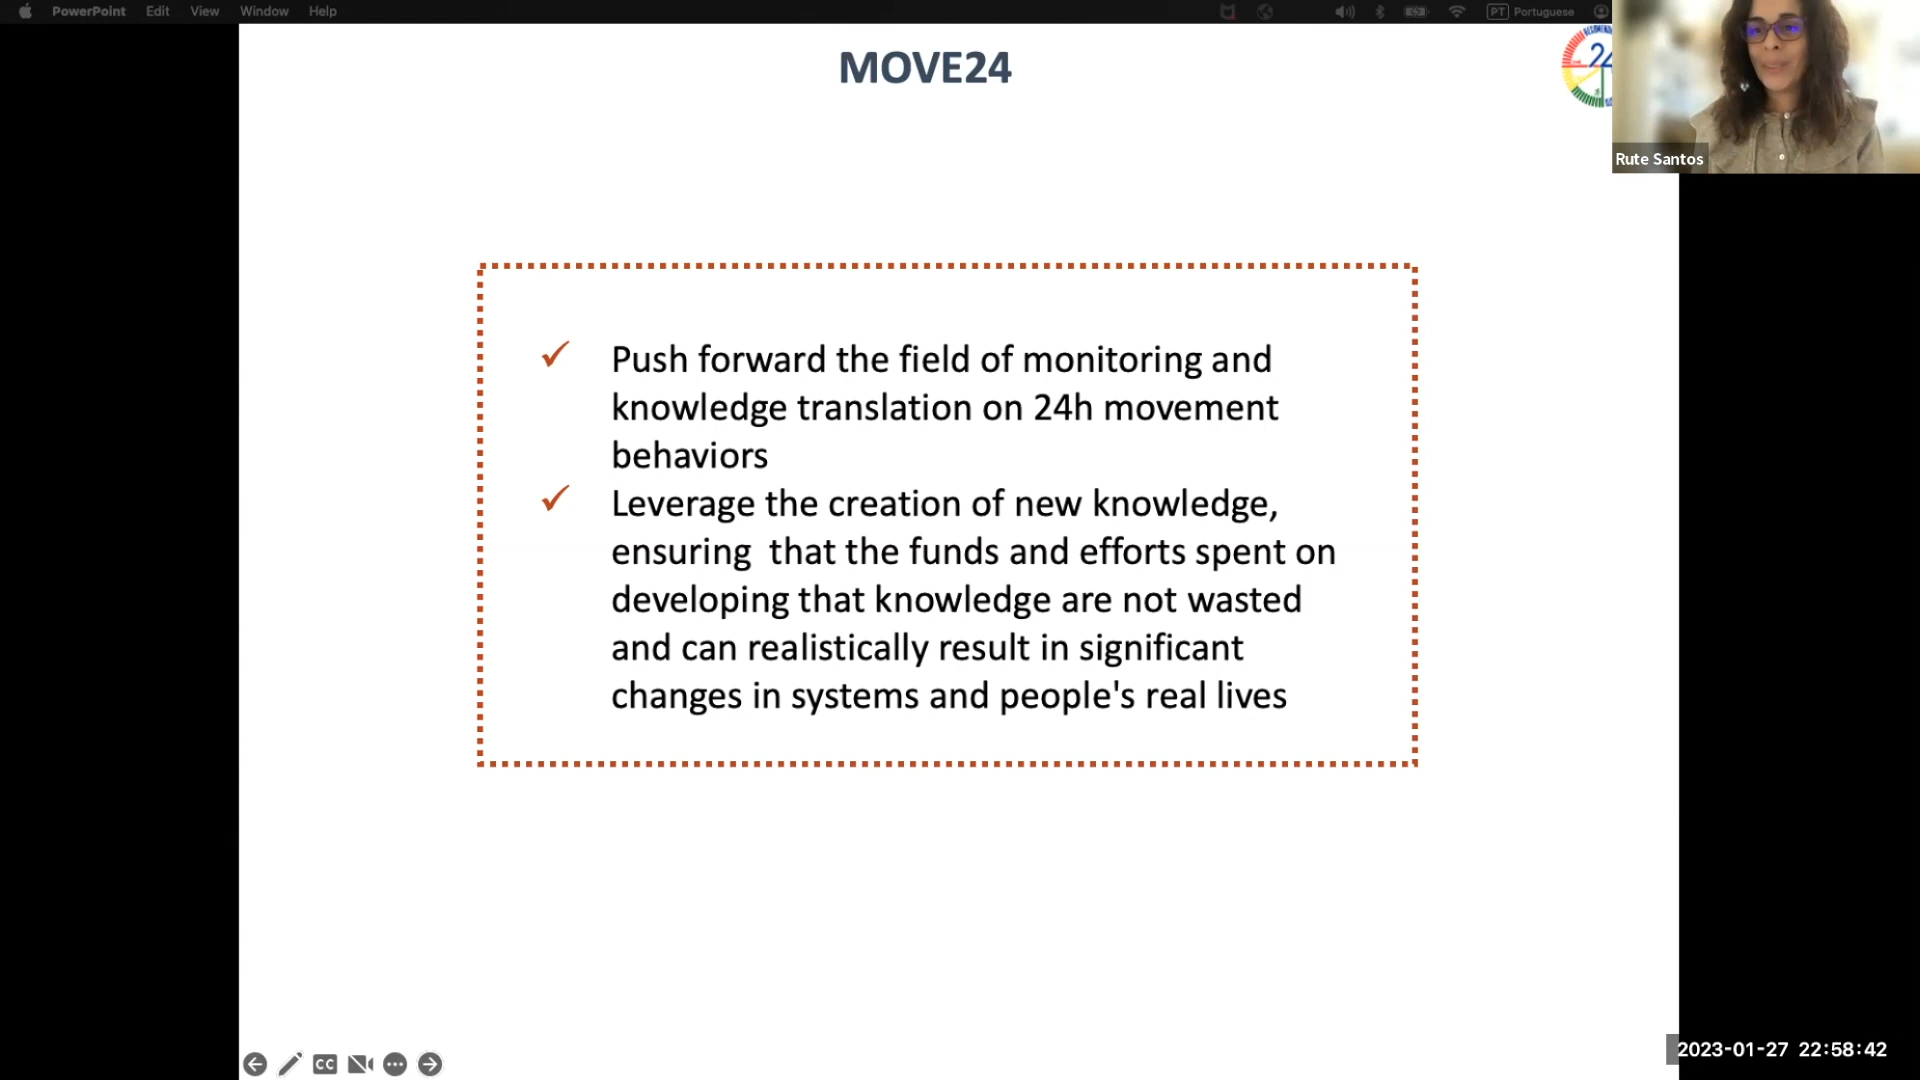 PowerPoint Edit View Window Help
PT Portuguese
MOVE24
24
Rute Santos
Push forward the field of monitoring and
knowledge translation on 24h movement
behaviors
Leverage the creation of new knowledge,
ensuring that the funds and efforts spent on
developing that knowledge are not wasted
and can realistically result in significant
changes in systems and people's real lives
CC
2023-01-27 22:58:42